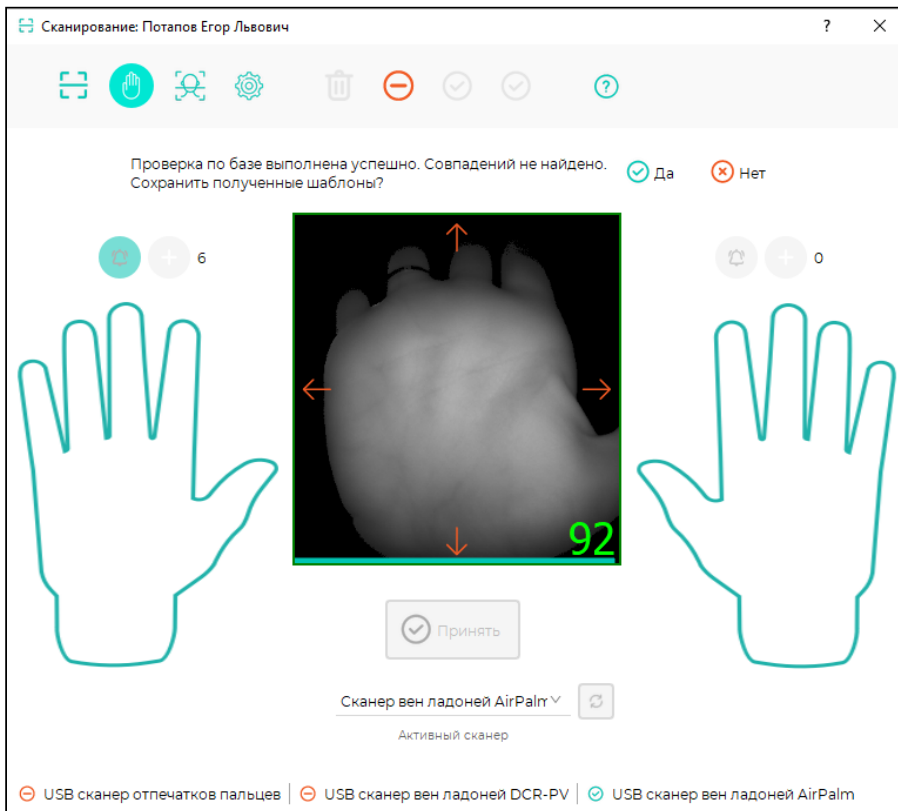 Сканирование: Потапов Егор Львович
?
?
Проверка по базе выполнена успешно. Совпадений не найдено.
Сохранить полученные шаблоны?
Да
Нет
6
0
92
Принять
Сканер вен ладоней AirPalm
Активный сканер
USB сканер отпечатков пальцев
USB сканер вен ладоней DCR-PV
USB сканер вен ладоней AirPalm